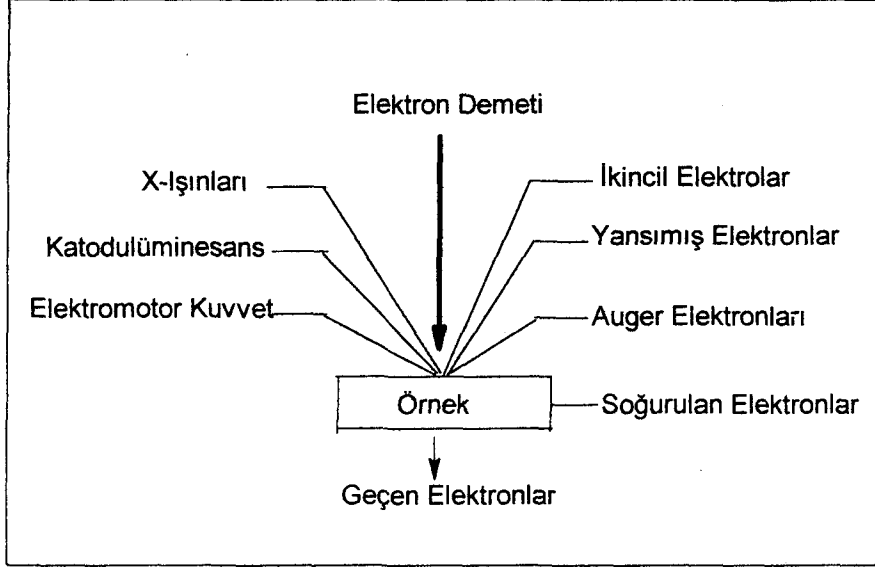 Elektron Demeti
X-Işınları
İkincil Elektrolar
Katodulüminesans
Yansımış Elektronlar
Elektromotor Kuvvet
Auger Elektronları
Örnek
Soğurulan Elektronlar
Geçen Elektronlar